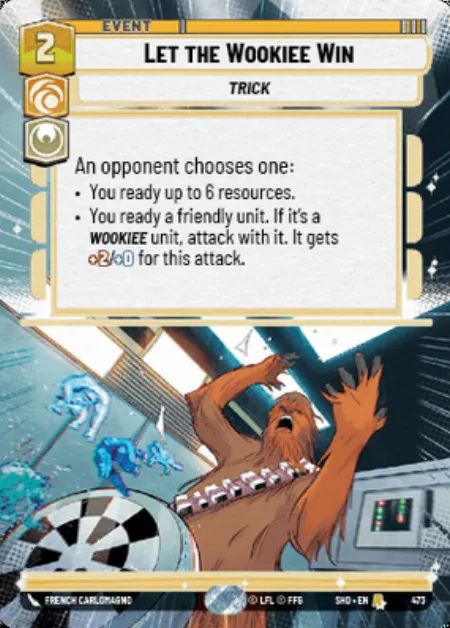 EVENT
2
LET THE WOOKIEE WIN
TRICK
An opponent chooses one:
• You ready up to 6 resources.
• You ready a friendly unit. If it's a
WOOKIEE unit, attack with it. It gets
+2/+0 for this attack.
FRENCH CARLOMAGNO
© LFL © FFG
SHD • EN
473